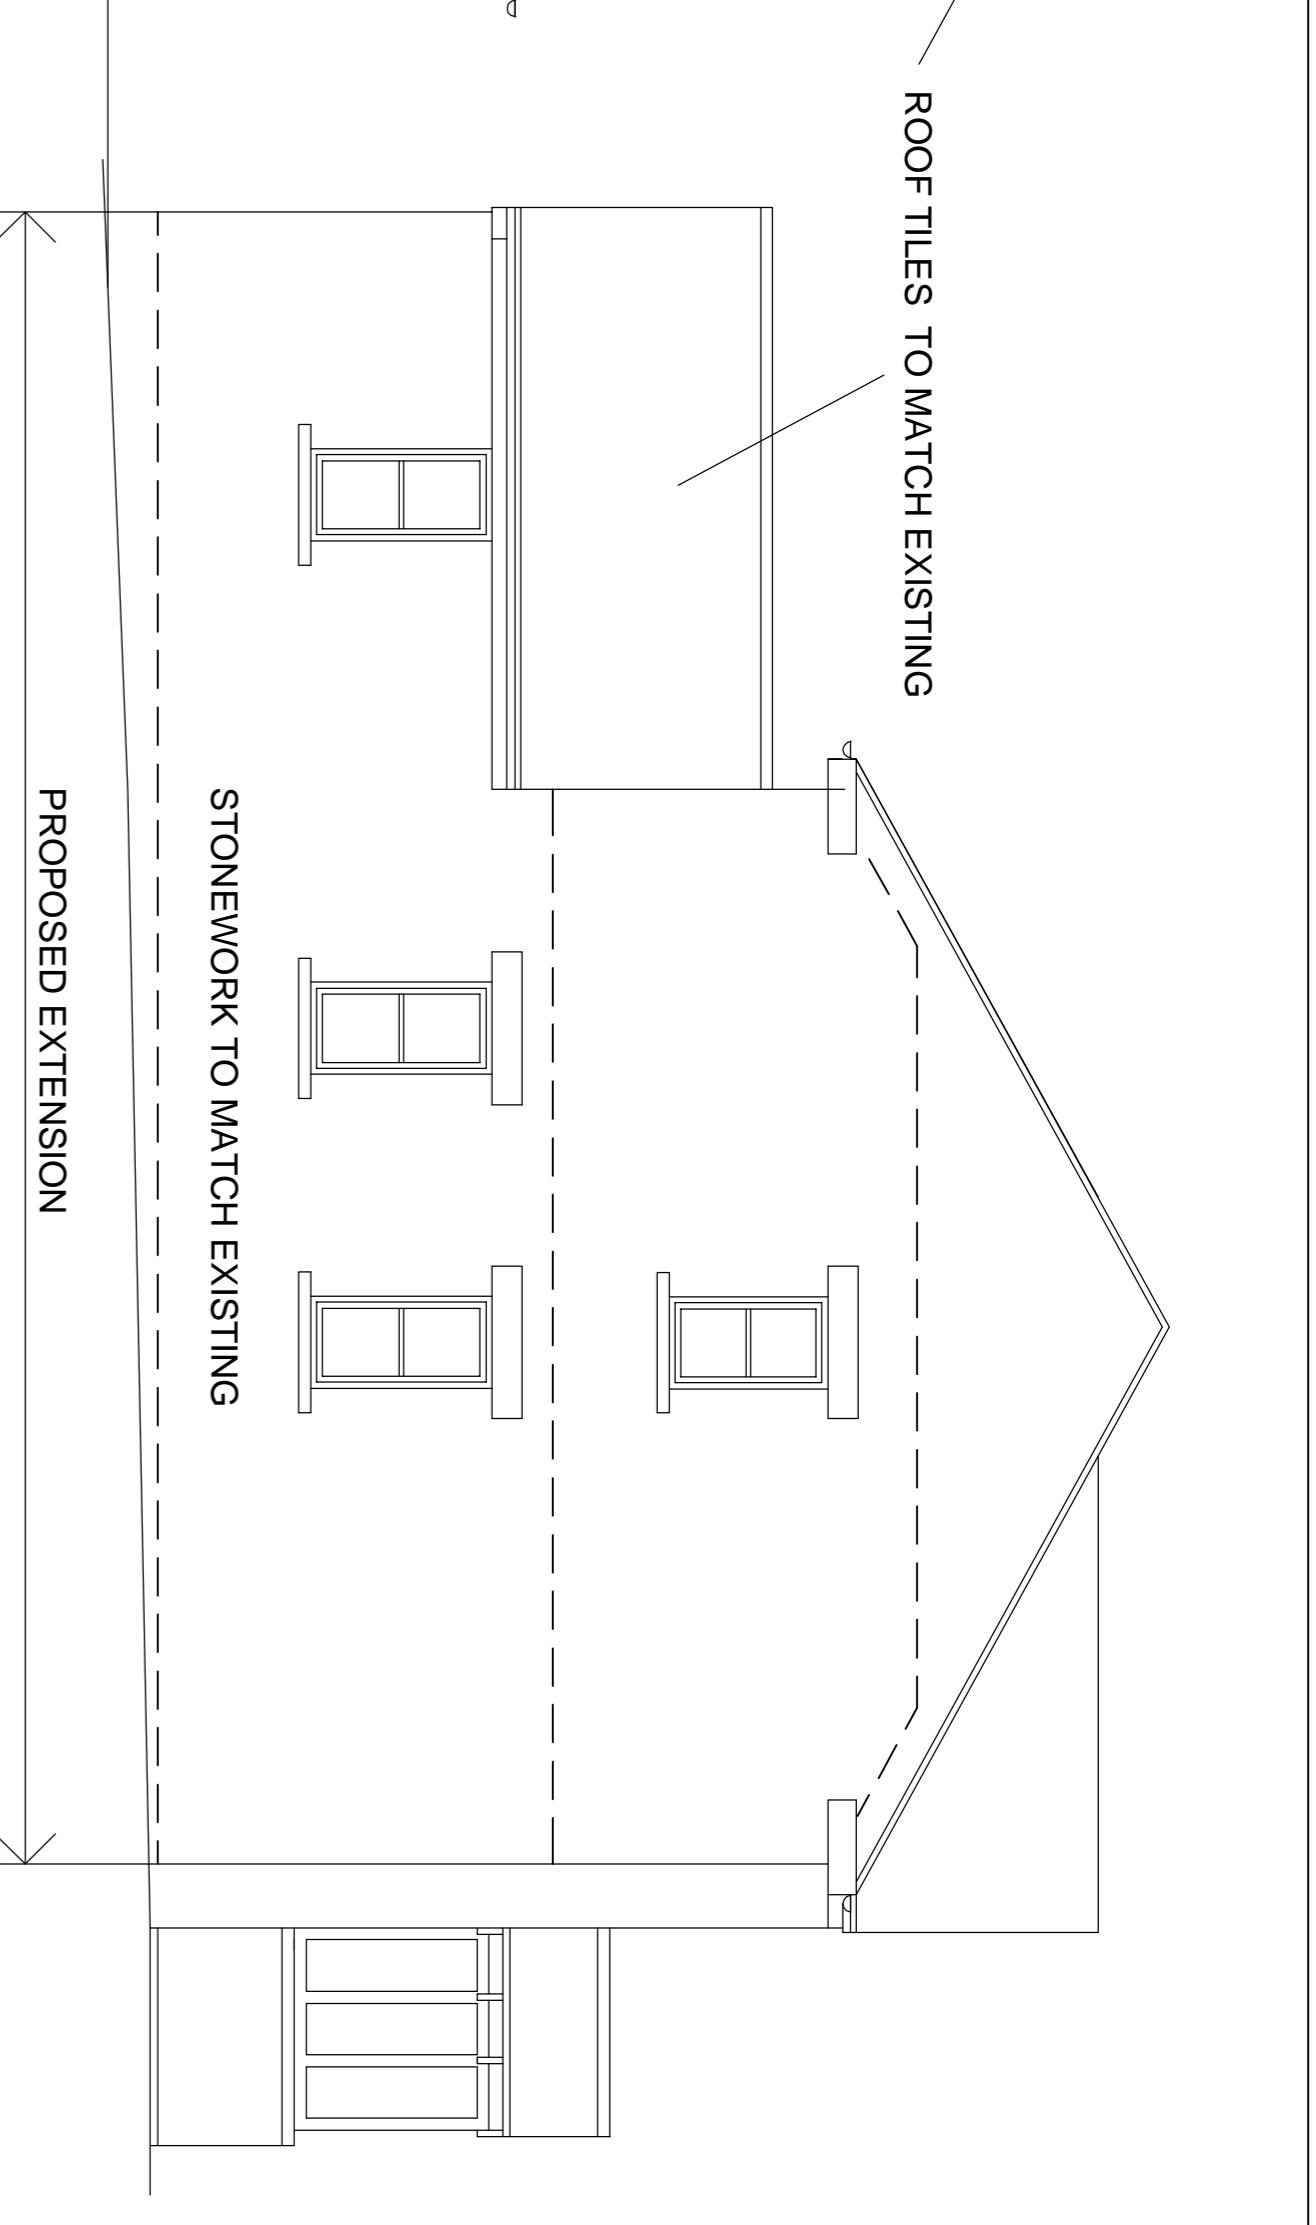 ROOF TILES TO MATCH EXISTING
STONEWORK TO MATCH EXISTING
PROPOSED EXTENSION